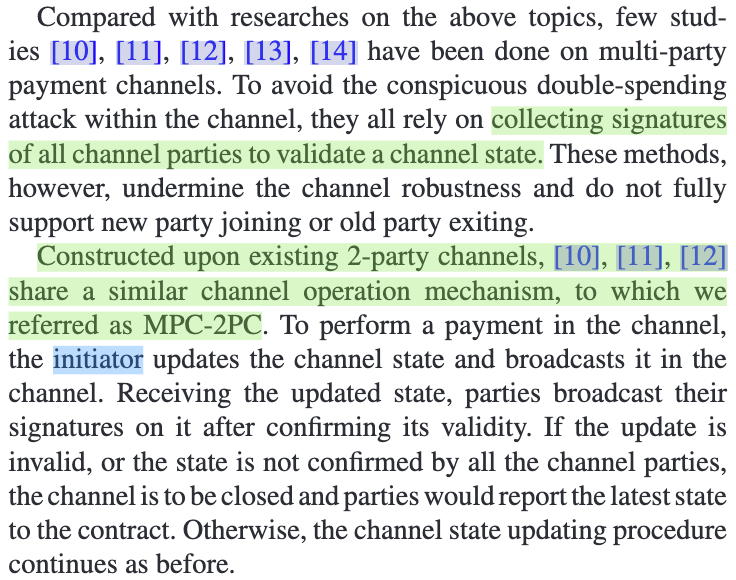 Compared with researches on the above topics, few stud-
ies [10], [11], [12], [13], [14] have been done on multi-party
payment channels. To avoid the conspicuous double-spending
attack within the channel, they all rely on collecting signatures
of all channel parties to validate a channel state. These methods,
however, undermine the channel robustness and do not fully
support new party joining or old party exiting.
Constructed upon existing 2-party channels, [10], [11], [12]
share a similar channel operation mechanism, to which we
referred as MPC-2PC. To perform a payment in the channel,
the initiator updates the channel state and broadcasts it in the
channel. Receiving the updated state, parties broadcast their
signatures on it after confirming its validity. If the update is
invalid, or the state is not confirmed by all the channel parties,
the channel is to be closed and parties would report the latest state
to the contract. Otherwise, the channel state updating procedure
continues as before.